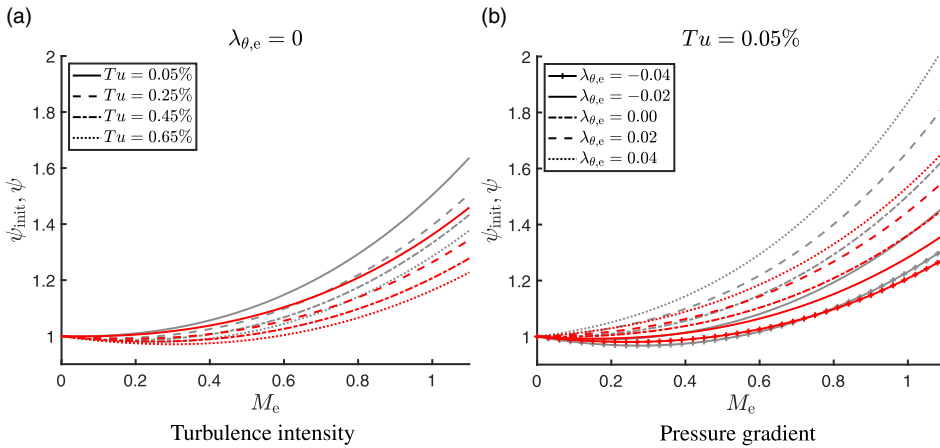 (a)
λθ,e = 0
Tu = 0.05%
Tu = 0.25%
Tu = 0.45%
Tu = 0.65%
2
1.8
1.6
1.4
1.2
1
ψinit, ψ
0
0.2
0.4
0.6
0.8
1
Me
Turbulence intensity
(b)
Tu = 0.05%
λθ,e = −0.04
λθ,e = −0.02
λθ,e = 0.00
λθ,e = 0.02
λθ,e = 0.04
2
1.8
1.6
1.4
1.2
1
ψinit, ψ
0
0.2
0.4
0.6
0.8
1
Me
Pressure gradient